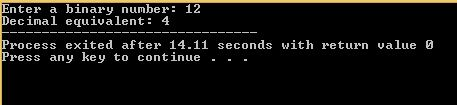 Enter a binary number: 12
Decimal equivalent: 4
--------------------------------
Process exited after 14.11 seconds with return value 0
Press any key to continue . . .